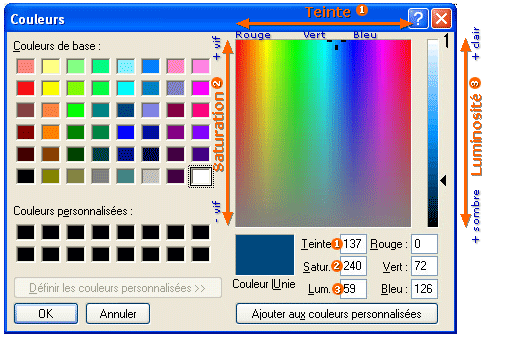 Couleurs
Teinte 1
Rouge Vert Bleu
Couleurs de base :
+ vif
Saturation 2
- vif
1
+ clair
Luminosité 3
+ sombre
Couleurs personnalisées :
Définir les couleurs personnalisées >>
OK
Annuler
Couleur Unie
Teinte 1 137
Satur. 2 240
Lum. 3 59
Rouge : 0
Vert : 72
Bleu : 126
Ajouter aux couleurs personnalisées